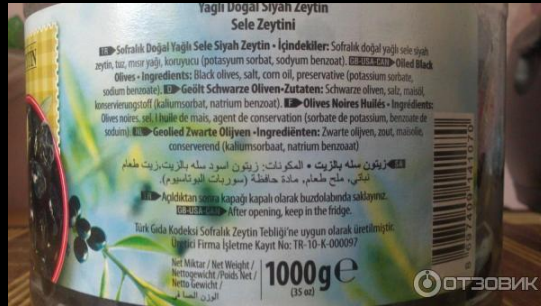 Yağlı Doğal Siyah Zeytin
Sele Zeytini
TR Sofralık Doğal Yağlı Sele Siyah Zeytin • İçindekiler: Sofralık doğal yağlı sele siyah
zeytin, tuz, mısır yağı, koruyucu (potasyum sorbat, sodyum benzoat). GB-USA-CAN Oiled Black
Olives • Ingredients: Black olives, salt, corn oil, preservative (potassium sorbate,
sodium benzoate). D Geölt Schwarze Oliven•Zutaten: Schwarze oliven, salz, maisöl,
konservierungstoff (kaliumsorbat, natrium benzoat). F Olives Noires Huilés • Ingrédients:
Olives noires, sel, l huile de mais, agent de conservation (sorbate de potassium, benzoate de
soduim). NL Geolied Zwarte Olijven •Ingrediënten: Zwarte olijven, zout, maisolie,
conserverend (kaliumsorbaat, natrium benzoat)
SA زيتون سله بالزيت • المكونات: زيتون اسود سله بالزيت,زيت طعام
نباتي, ملح طعام, مادة حافظة (سوربات البوتاسيوم).
TR Açıldıktan sonra kapağı kapalı olarak buzdolabında saklayınız.
GB-USA-CAN After opening, keep in the fridge.
Türk Gıda Kodeksi Sofralık Zeytin Tebliği'ne uygun olarak üretilmiştir.
Üretici Firma İşletme Kayıt No: TR-10-K-000097
Net Miktar / Net Weight /
Nettogewicht /Poids Net /
Netto Gewicht /
الوزن الصافي
1000g e
(35 oz)
8 697499 141070
ОТЗОВИК